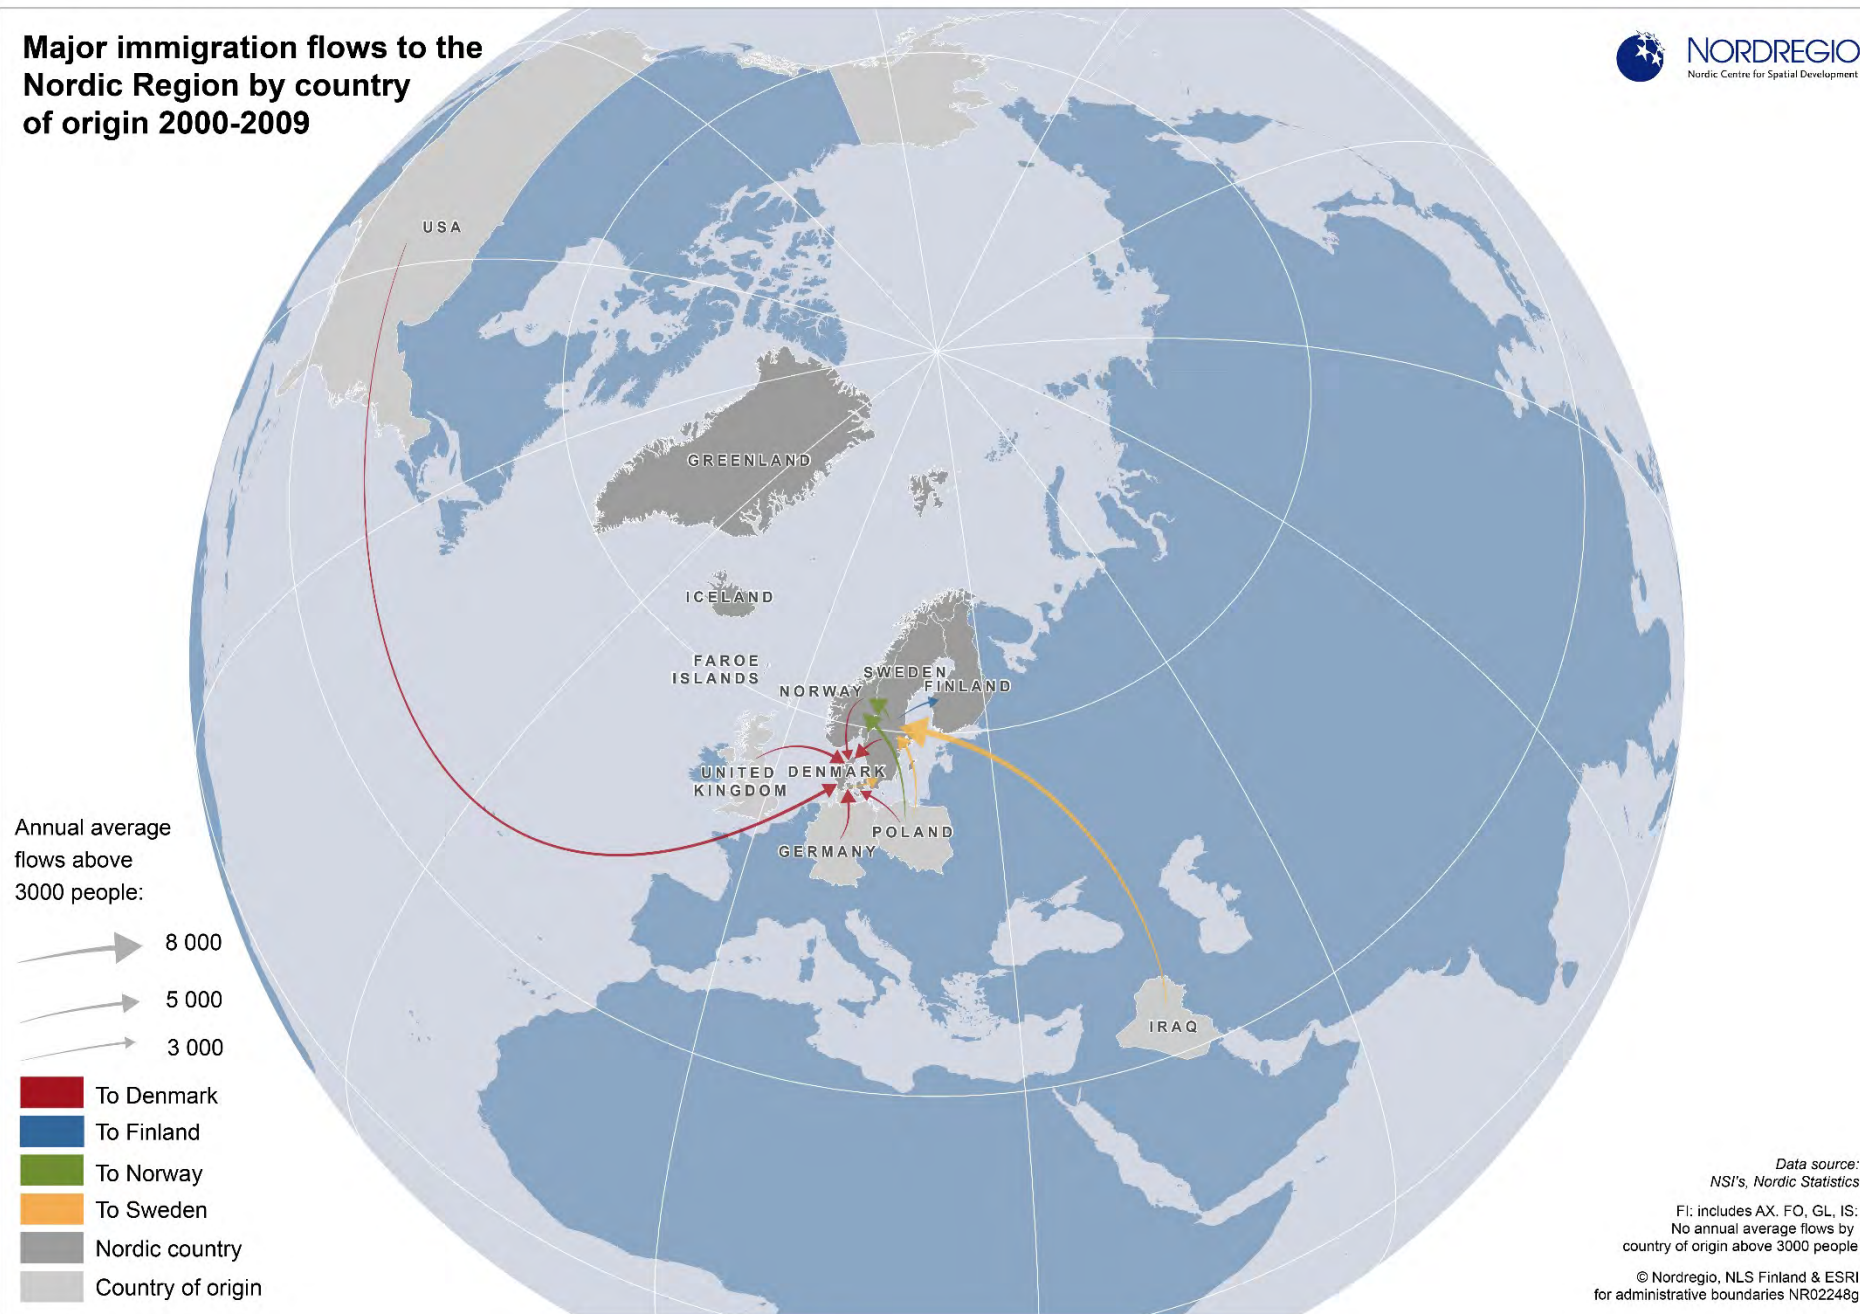 Major immigration flows to the
Nordic Region by country
of origin 2000-2009
NORDREGIO
Nordic Centre for Spatial Development
USA
GREENLAND
ICELAND
FAROE
ISLANDS
SWEDEN
FINLAND
NORWAY
UNITED
KINGDOM
DENMARK
POLAND
GERMANY
IRAQ
Annual average
flows above
3000 people:
8 000
5 000
3 000
To Denmark
To Finland
To Norway
To Sweden
Nordic country
Country of origin
Data source:
NSI's, Nordic Statistics
FI: includes AX. FO, GL, IS:
No annual average flows by
country of origin above 3000 people
© Nordregio, NLS Finland & ESRI
for administrative boundaries NR02248g